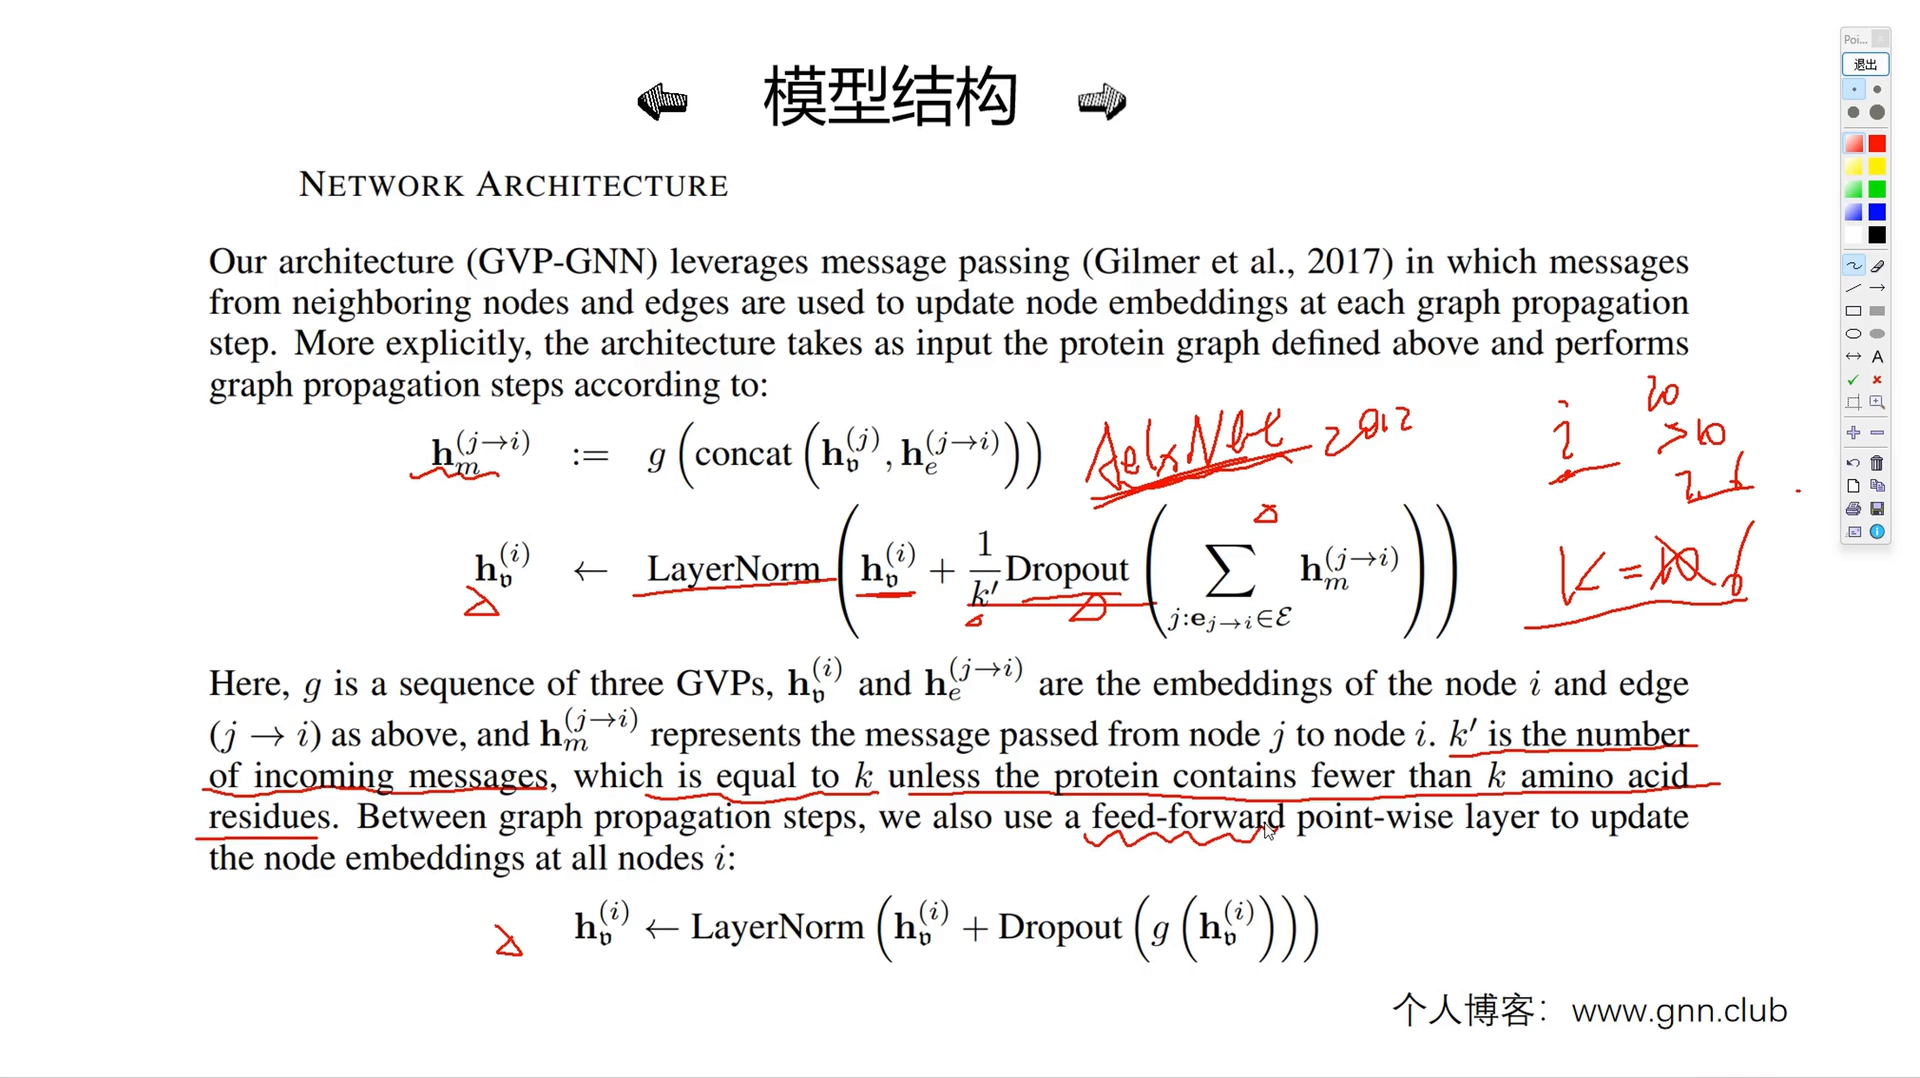 模型结构
NETWORK ARCHITECTURE
Our architecture (GVP-GNN) leverages message passing (Gilmer et al., 2017) in which messages
from neighboring nodes and edges are used to update node embeddings at each graph propagation
step. More explicitly, the architecture takes as input the protein graph defined above and performs
graph propagation steps according to:
h_m^{(j→i)} := g(concat(h_𝔳^{(j)}, h_e^{(j→i)}))
AelxNet 2012
i
20
>10
K = 10 6
h_𝔳^{(i)} ← LayerNorm(h_𝔳^{(i)} + 1/k′ Dropout(∑_{j:e_{j→i}∈ℰ} h_m^{(j→i)}))
Here, g is a sequence of three GVPs, h_𝔳^{(i)} and h_e^{(j→i)} are the embeddings of the node i and edge
(j → i) as above, and h_m^{(j→i)} represents the message passed from node j to node i. k′ is the number
of incoming messages, which is equal to k unless the protein contains fewer than k amino acid
residues. Between graph propagation steps, we also use a feed-forward point-wise layer to update
the node embeddings at all nodes i:
h_𝔳^{(i)} ← LayerNorm(h_𝔳^{(i)} + Dropout(g(h_𝔳^{(i)})))
个人博客：www.gnn.club
Poi...
退出
A